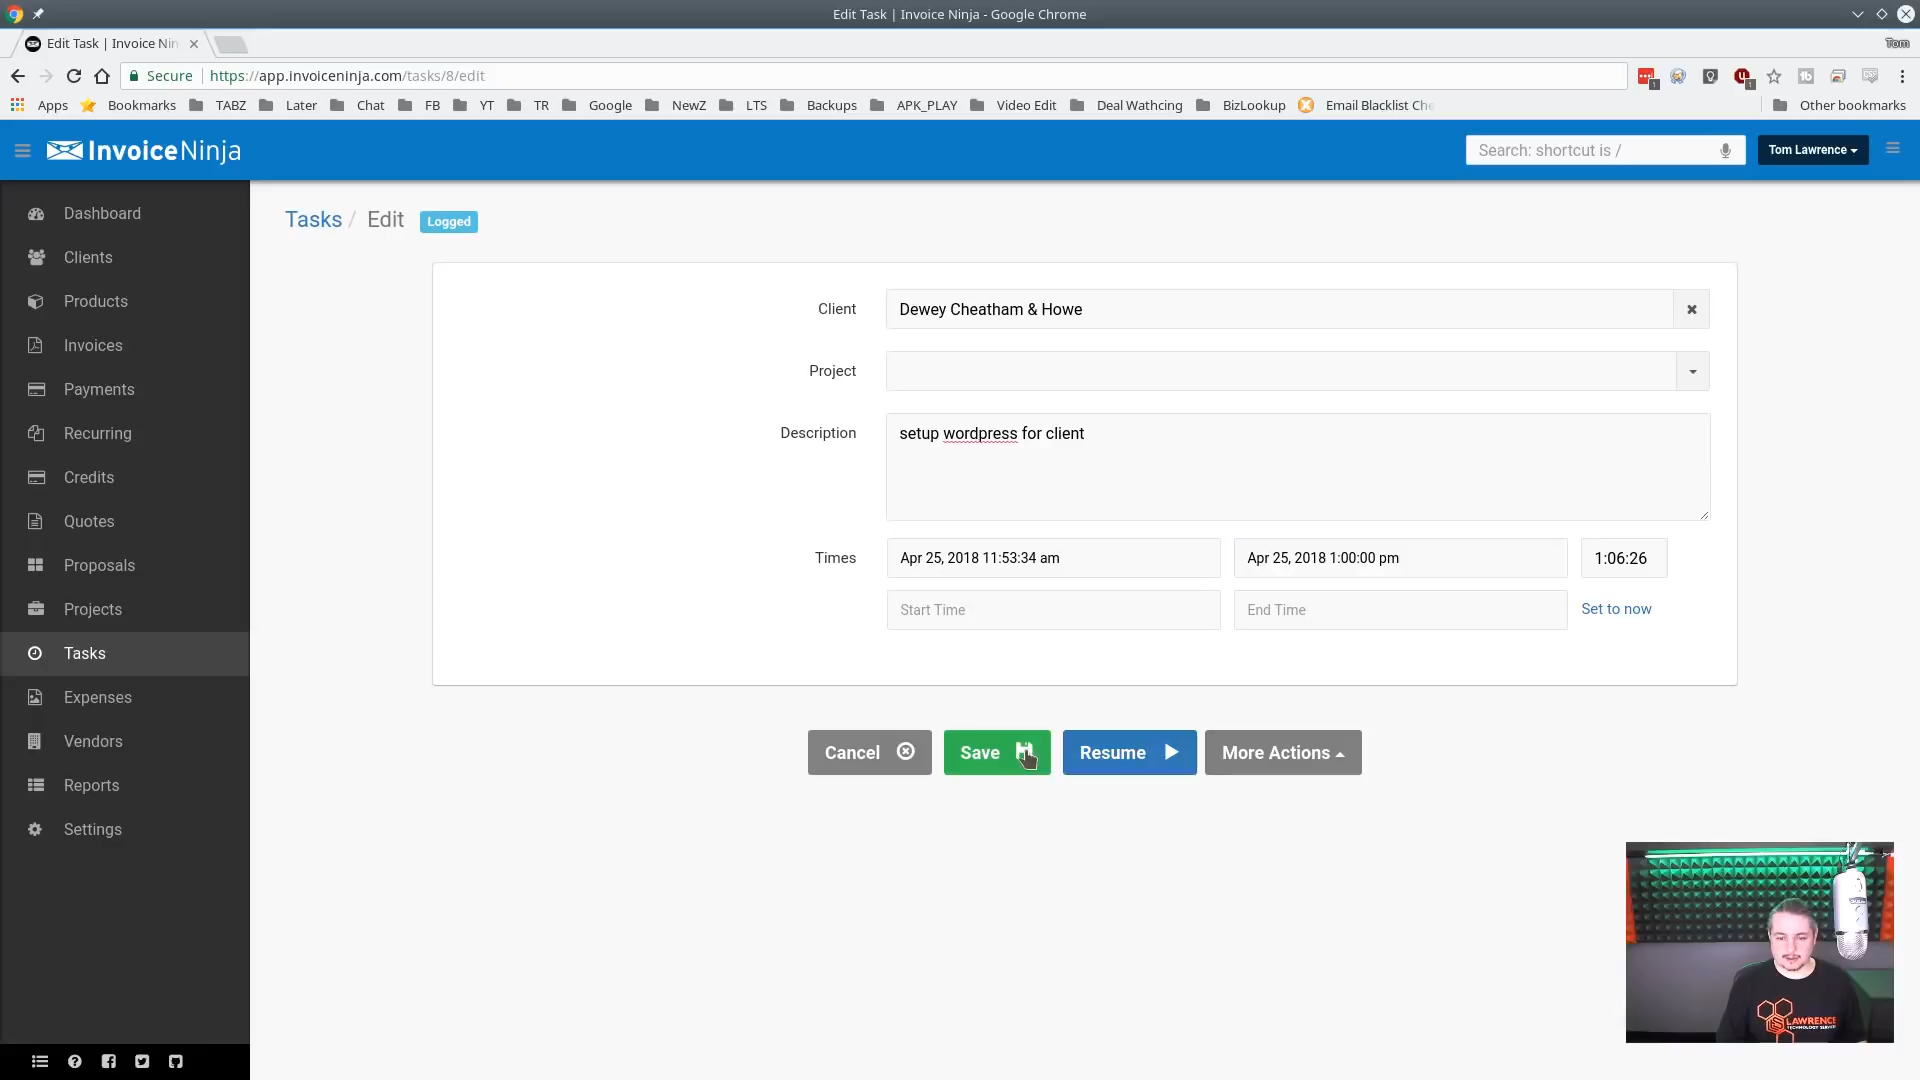 Edit Task | Invoice Ninja - Google Chrome
Edit Task | Invoice Nin
Tom
Secure
https://app.invoiceninja.com/tasks/8/edit
Apps
Bookmarks
TABZ
Later
Chat
FB
YT
TR
Google
NewZ
LTS
Backups
APK_PLAY
Video Edit
Deal Wathcing
BizLookup
Email Blacklist Che
Other bookmarks
InvoiceNinja
Search: shortcut is /
Tom Lawrence
Dashboard
Clients
Products
Invoices
Payments
Recurring
Credits
Quotes
Proposals
Projects
Tasks
Expenses
Vendors
Reports
Settings
Tasks / Edit Logged
Client
Dewey Cheatham & Howe
Project
Description
setup wordpress for client
Times
Apr 25, 2018 11:53:34 am
Apr 25, 2018 1:00:00 pm
1:06:26
Start Time
End Time
Set to now
Cancel
Save
Resume
More Actions
LAWRENCE